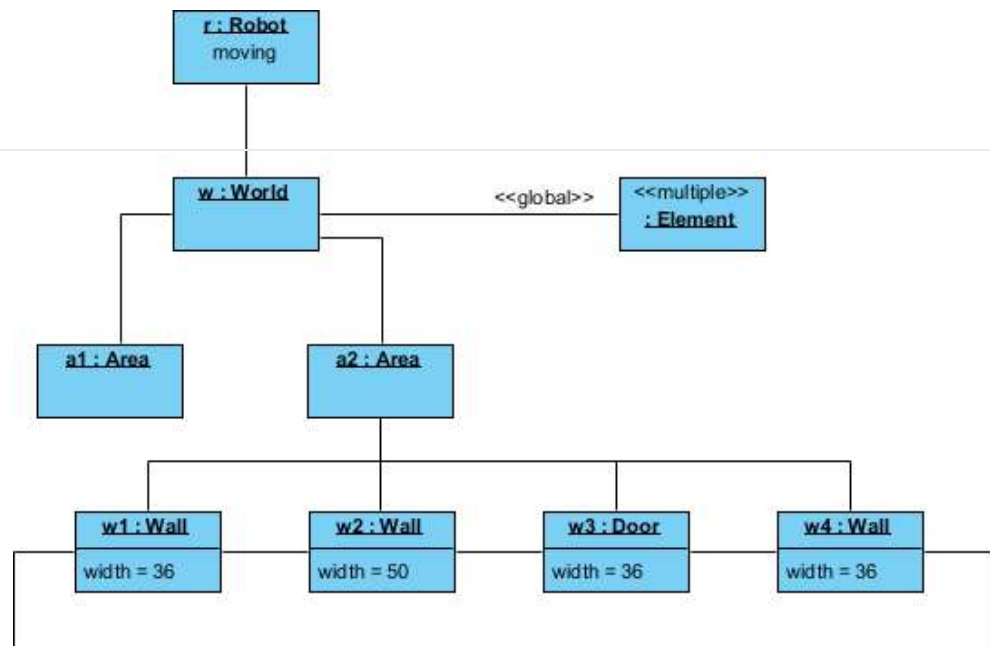 r : Robot
moving
w : World
<<global>>
<<multiple>>
: Element
a1 : Area
a2 : Area
w1 : Wall
w2 : Wall
w3 : Door
w4 : Wall
width = 36
width = 50
width = 36
width = 36